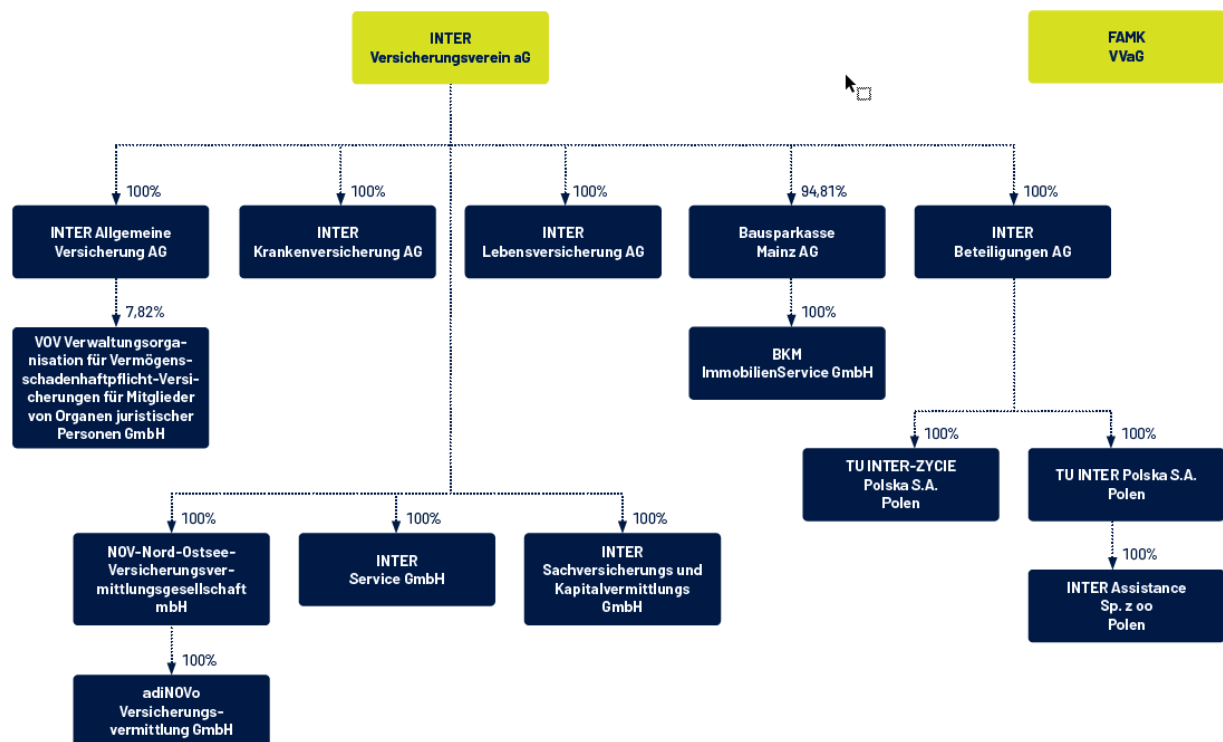 INTER
Versicherungsverein aG
FAMK
VVaG
100%
100%
100%
94,81%
100%
INTER Allgemeine
Versicherung AG
INTER
Krankenversicherung AG
INTER
Lebensversicherung AG
Bausparkasse
Mainz AG
INTER
Beteiligungen AG
7,82%
100%
VOV Verwaltungsorga-
nisation für Vermögens-
schadenhaftpflicht-Versi-
cherungen für Mitglieder
von Organen juristischer
Personen GmbH
BKM
ImmobilienService GmbH
100%
100%
TU INTER-ZYCIE
Polska S.A.
Polen
TU INTER Polska S.A.
Polen
100%
100%
100%
NOV-Nord-Ostsee-
Versicherungsver-
mittlungsgesellschaft
mbH
INTER
Service GmbH
INTER
Sachversicherungs und
Kapitalvermittlungs
GmbH
100%
INTER Assistance
Sp. z oo
Polen
100%
adiNOVo
Versicherungs-
vermittlung GmbH